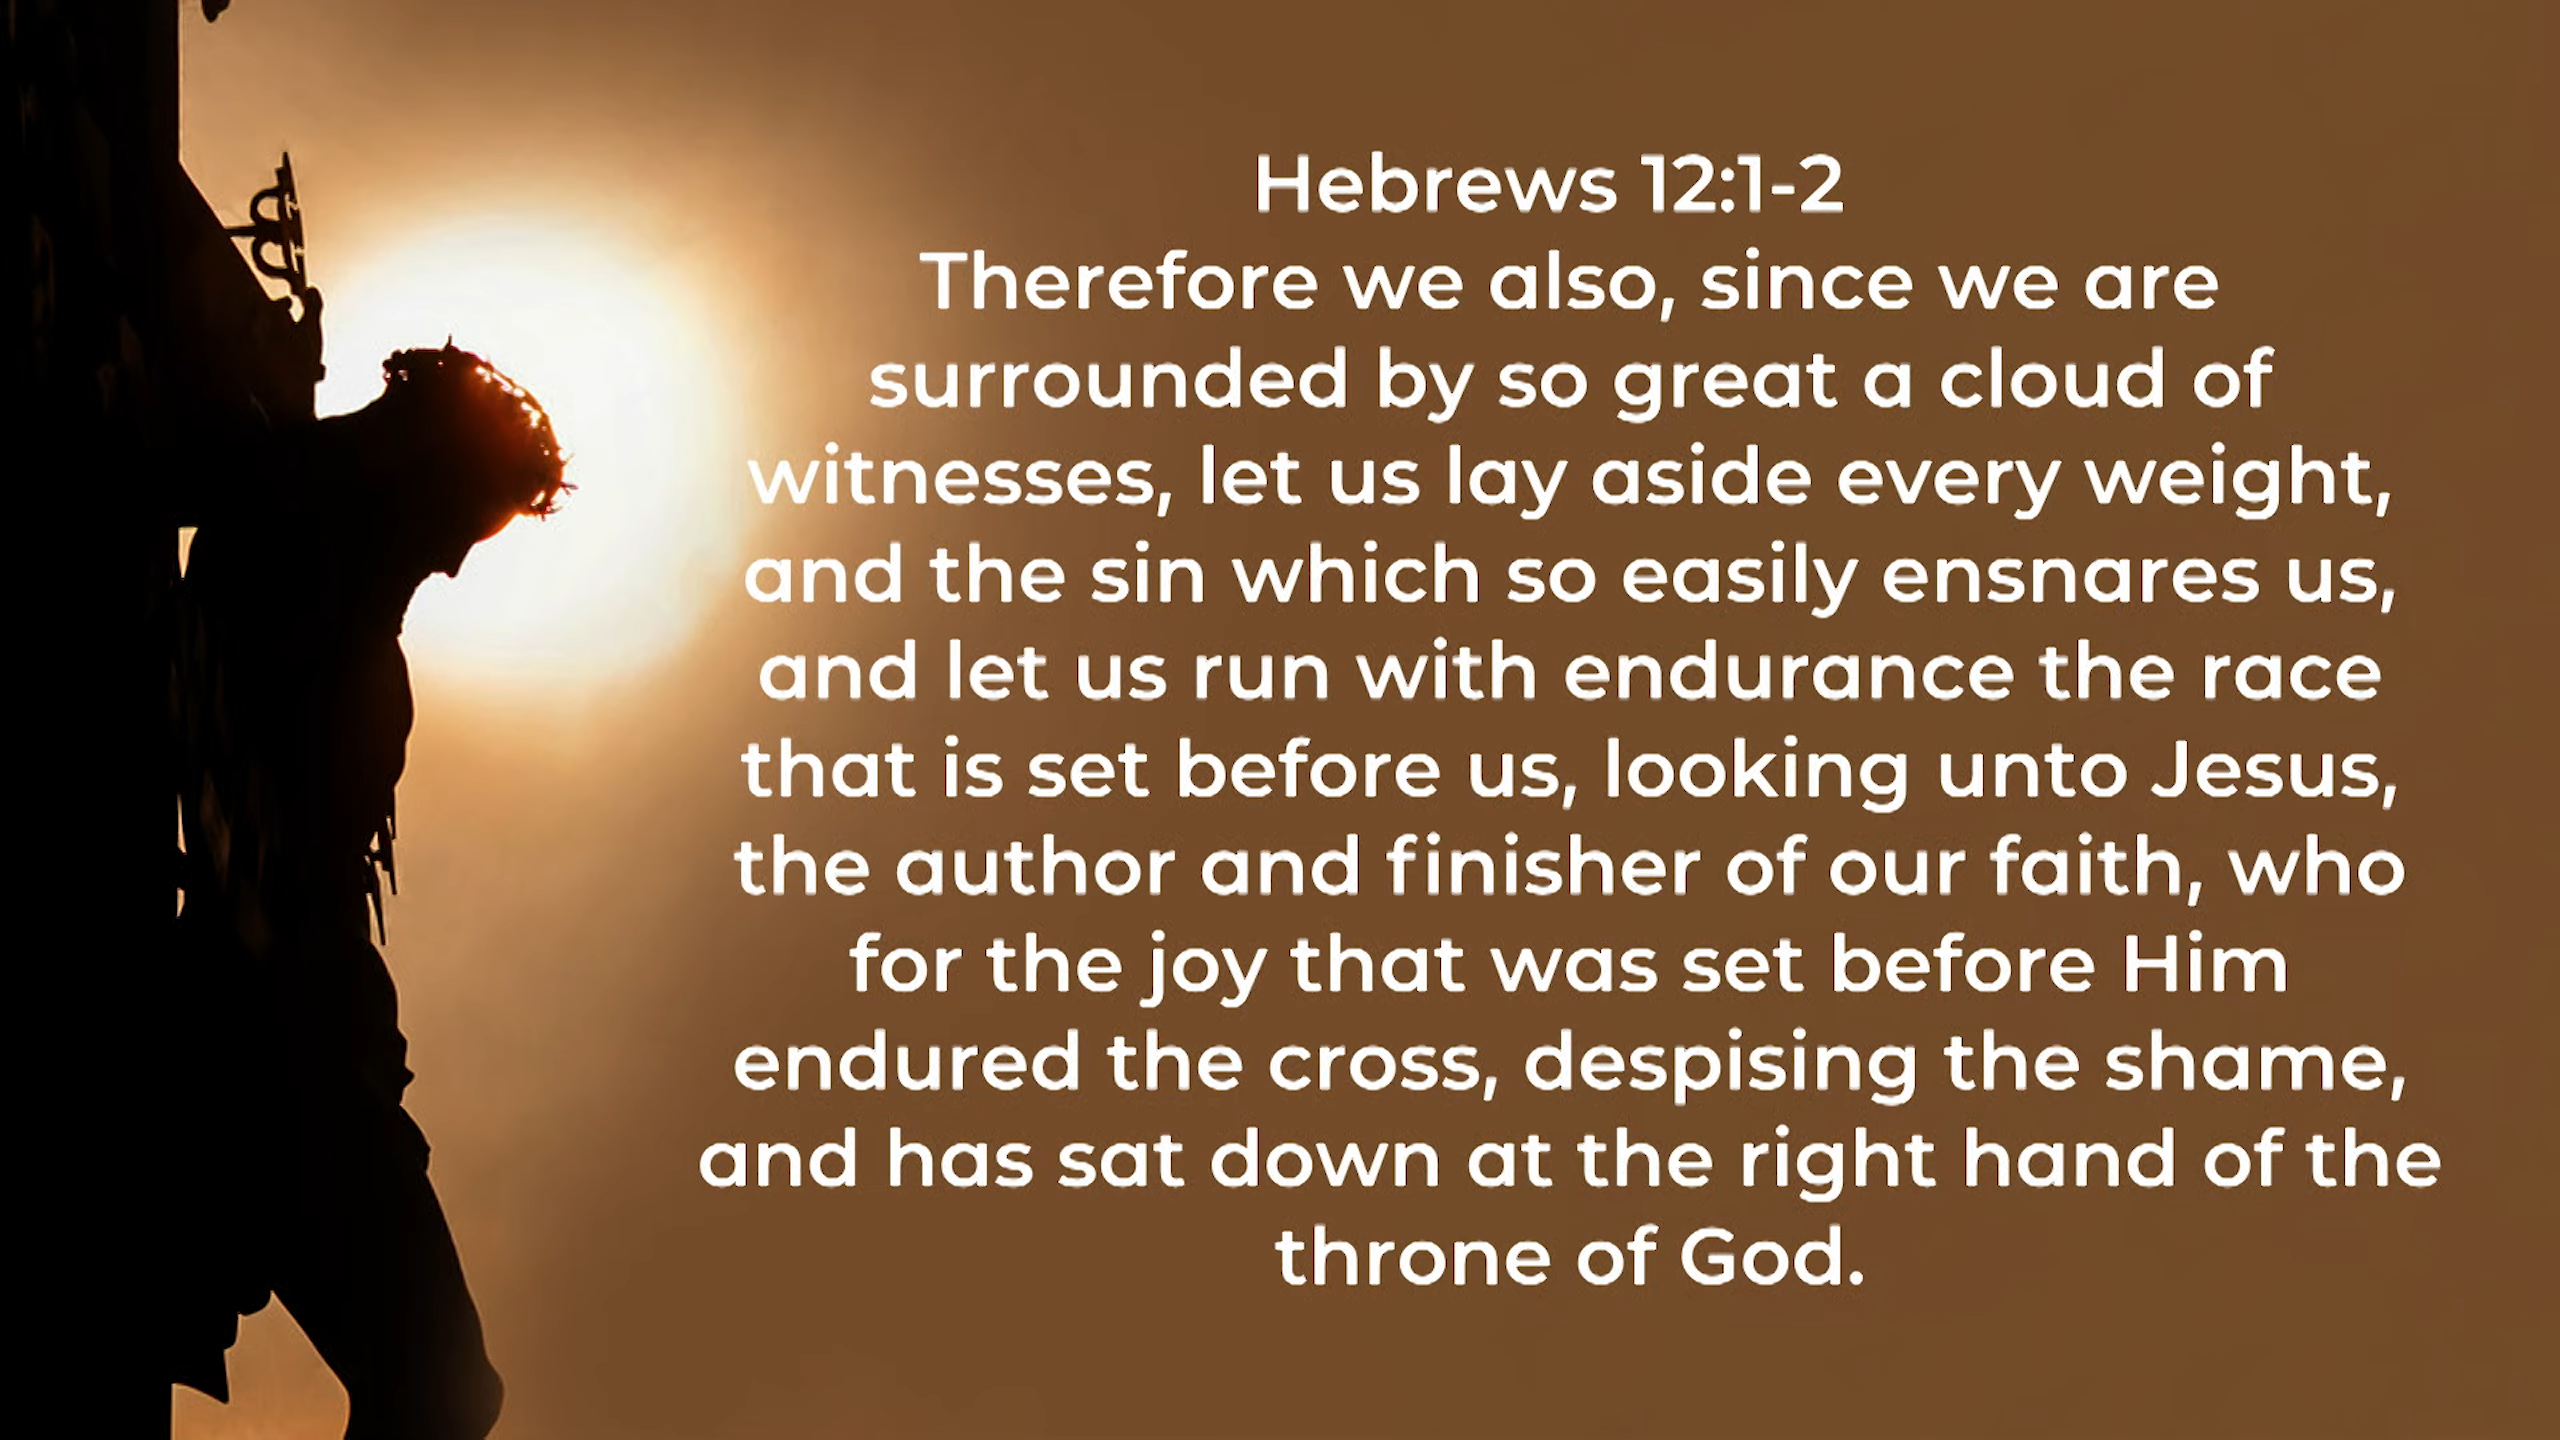 Hebrews 12:1-2
Therefore we also, since we are
surrounded by so great a cloud of
witnesses, let us lay aside every weight,
and the sin which so easily ensnares us,
and let us run with endurance the race
that is set before us, looking unto Jesus,
the author and finisher of our faith, who
for the joy that was set before Him
endured the cross, despising the shame,
and has sat down at the right hand of the
throne of God.